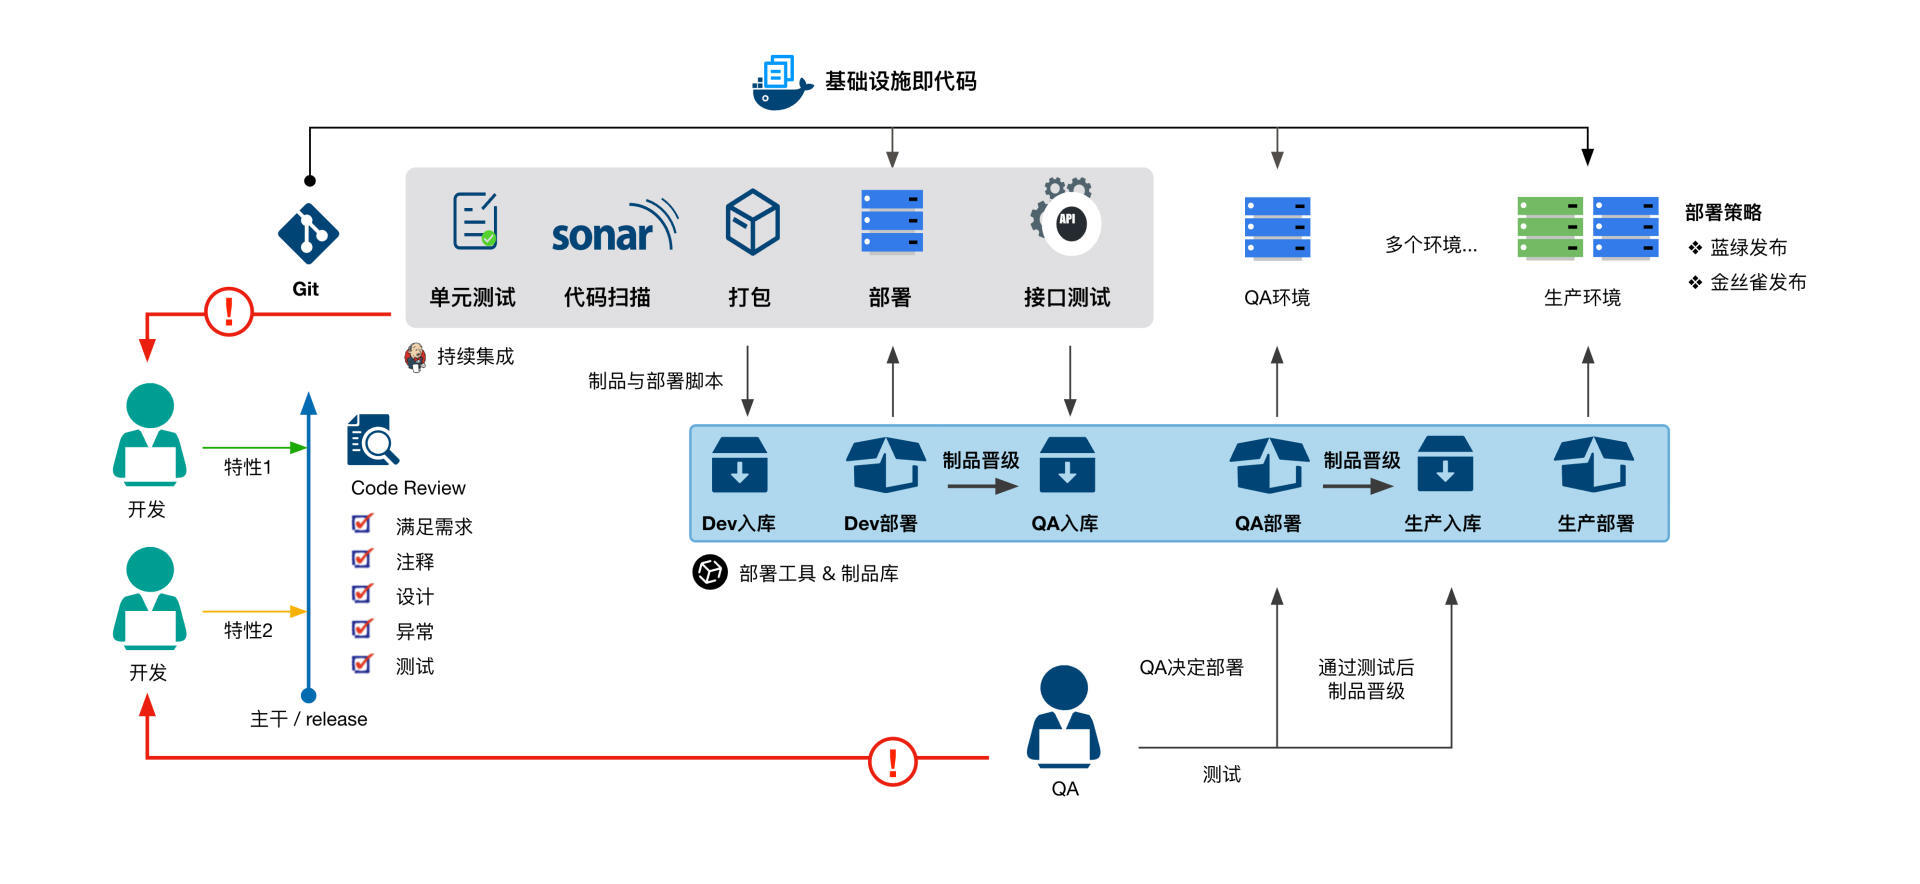 基础设施即代码
Git
sonar
API
单元测试
代码扫描
打包
部署
接口测试
QA环境
多个环境...
生产环境
部署策略
❖ 蓝绿发布
❖ 金丝雀发布
!
持续集成
制品与部署脚本
特性1
开发
Code Review
满足需求
注释
设计
异常
测试
特性2
开发
主干 / release
制品晋级
制品晋级
Dev入库
Dev部署
QA入库
QA部署
生产入库
生产部署
部署工具 & 制品库
QA决定部署
通过测试后
制品晋级
!
测试
QA